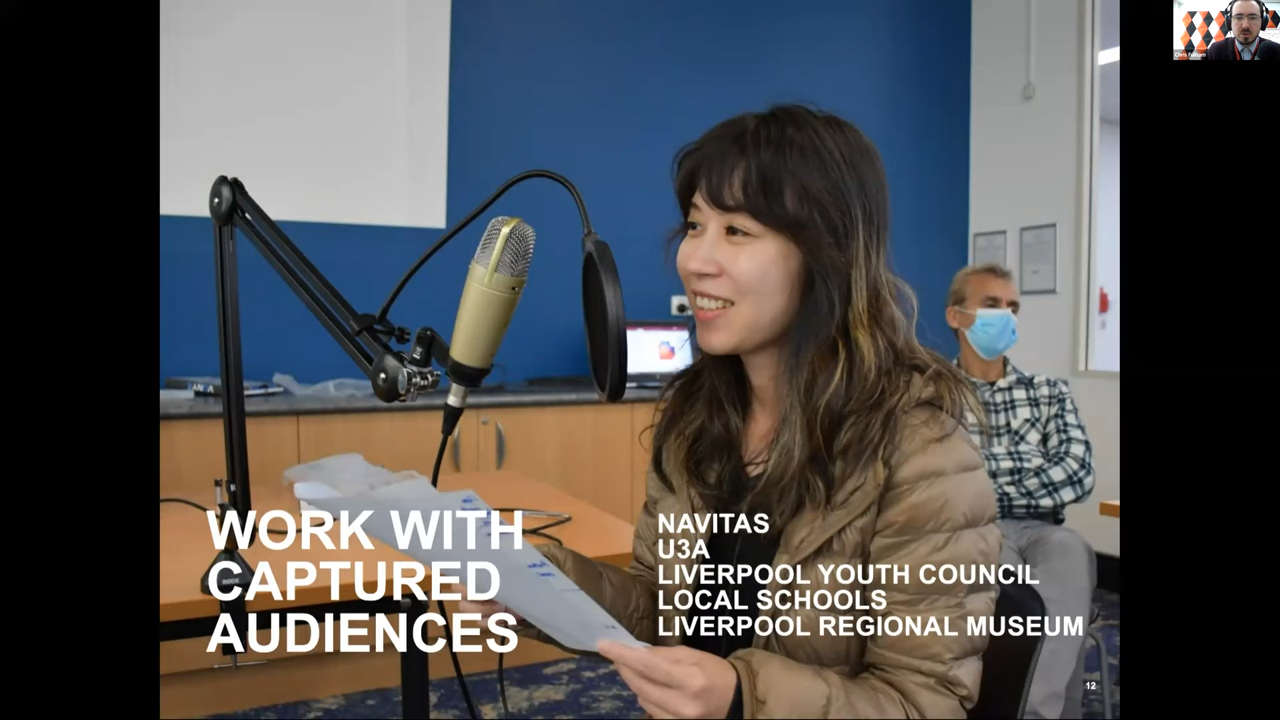 WORK WITH
CAPTURED
AUDIENCES
NAVITAS
U3A
LIVERPOOL YOUTH COUNCIL
LOCAL SCHOOLS
LIVERPOOL REGIONAL MUSEUM
12